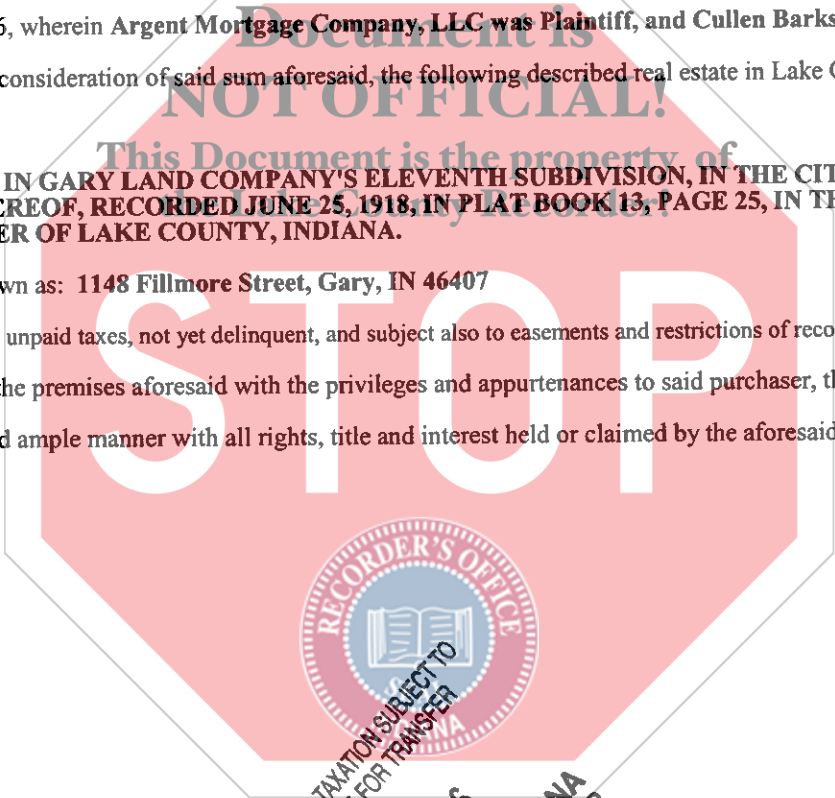 6, wherein Argent Mortgage Company, LLC was Plaintiff, and Cullen Barks
Document is
consideration of said sum aforesaid, the following described real estate in Lake C
NOT OFFICIAL!
This Document is the property of
IN GARY LAND COMPANY'S ELEVENTH SUBDIVISION, IN THE CIT
EREOF, RECORDED JUNE 25, 1918, IN PLAT BOOK 13, PAGE 25, IN TH
the Lake County Recorder!
ER OF LAKE COUNTY, INDIANA.
wn as: 1148 Fillmore Street, Gary, IN 46407
unpaid taxes, not yet delinquent, and subject also to easements and restrictions of reco
STOP
the premises aforesaid with the privileges and appurtenances to said purchaser, th
d ample manner with all rights, title and interest held or claimed by the aforesaid
RECORDER'S OFFICE
SEAL
INDIANA
TAXATION SUBJECT TO
FOR TRANSFER